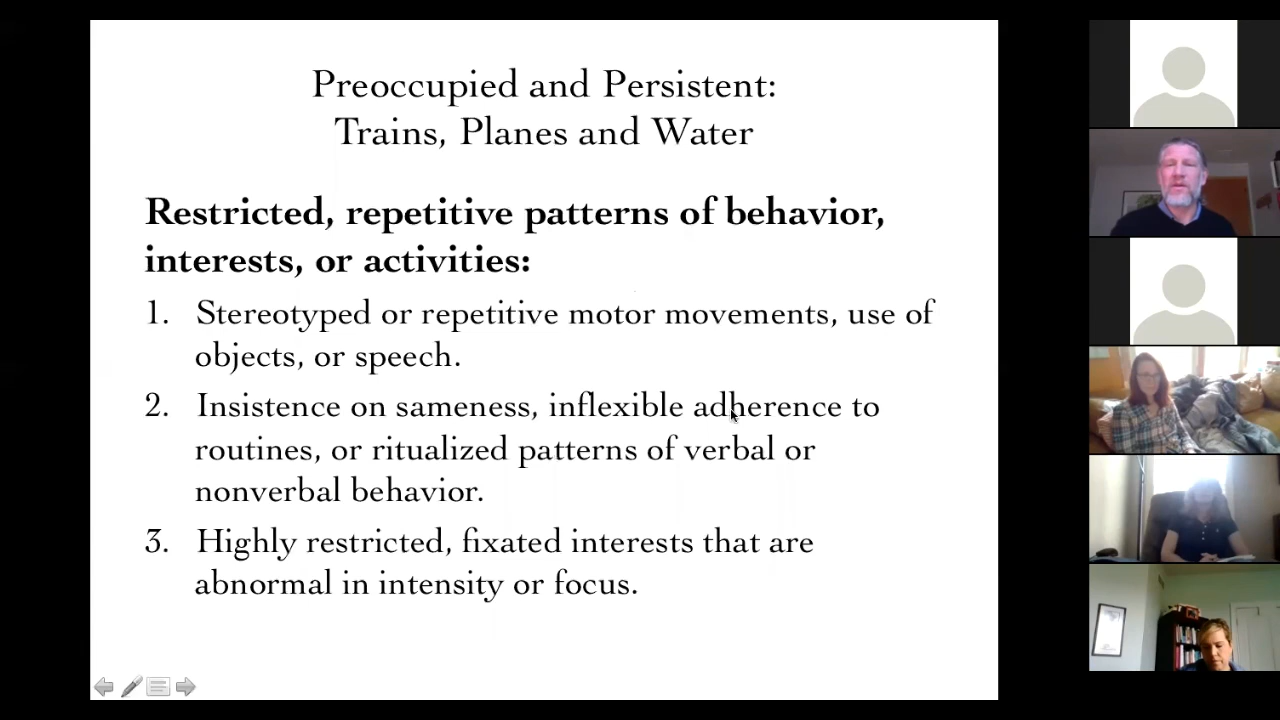 Preoccupied and Persistent:
Trains, Planes and Water
Restricted, repetitive patterns of behavior,
interests, or activities:
1. Stereotyped or repetitive motor movements, use of
objects, or speech.
2. Insistence on sameness, inflexible adherence to
routines, or ritualized patterns of verbal or
nonverbal behavior.
3. Highly restricted, fixated interests that are
abnormal in intensity or focus.